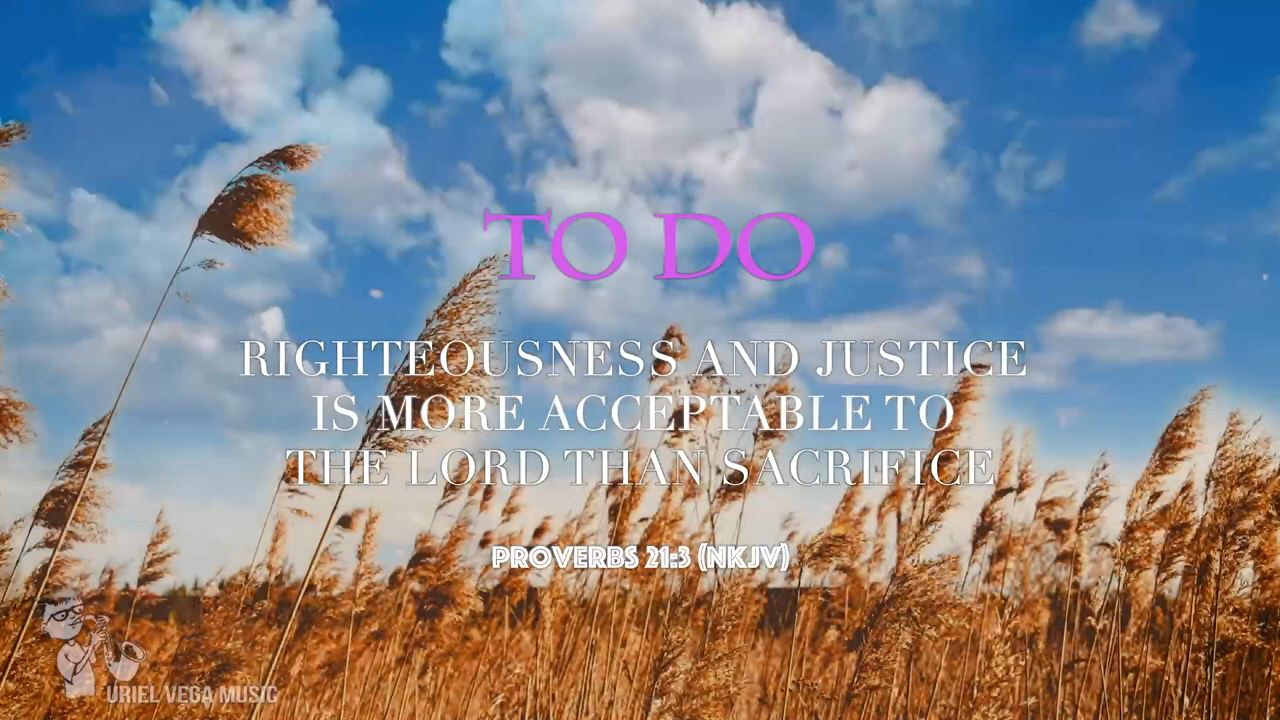 TO DO
RIGHTEOUSNESS AND JUSTICE
IS MORE ACCEPTABLE TO
THE LORD THAN SACRIFICE
PROVERBS 21:3 (NKJV)
URIEL VEGA MUSIC